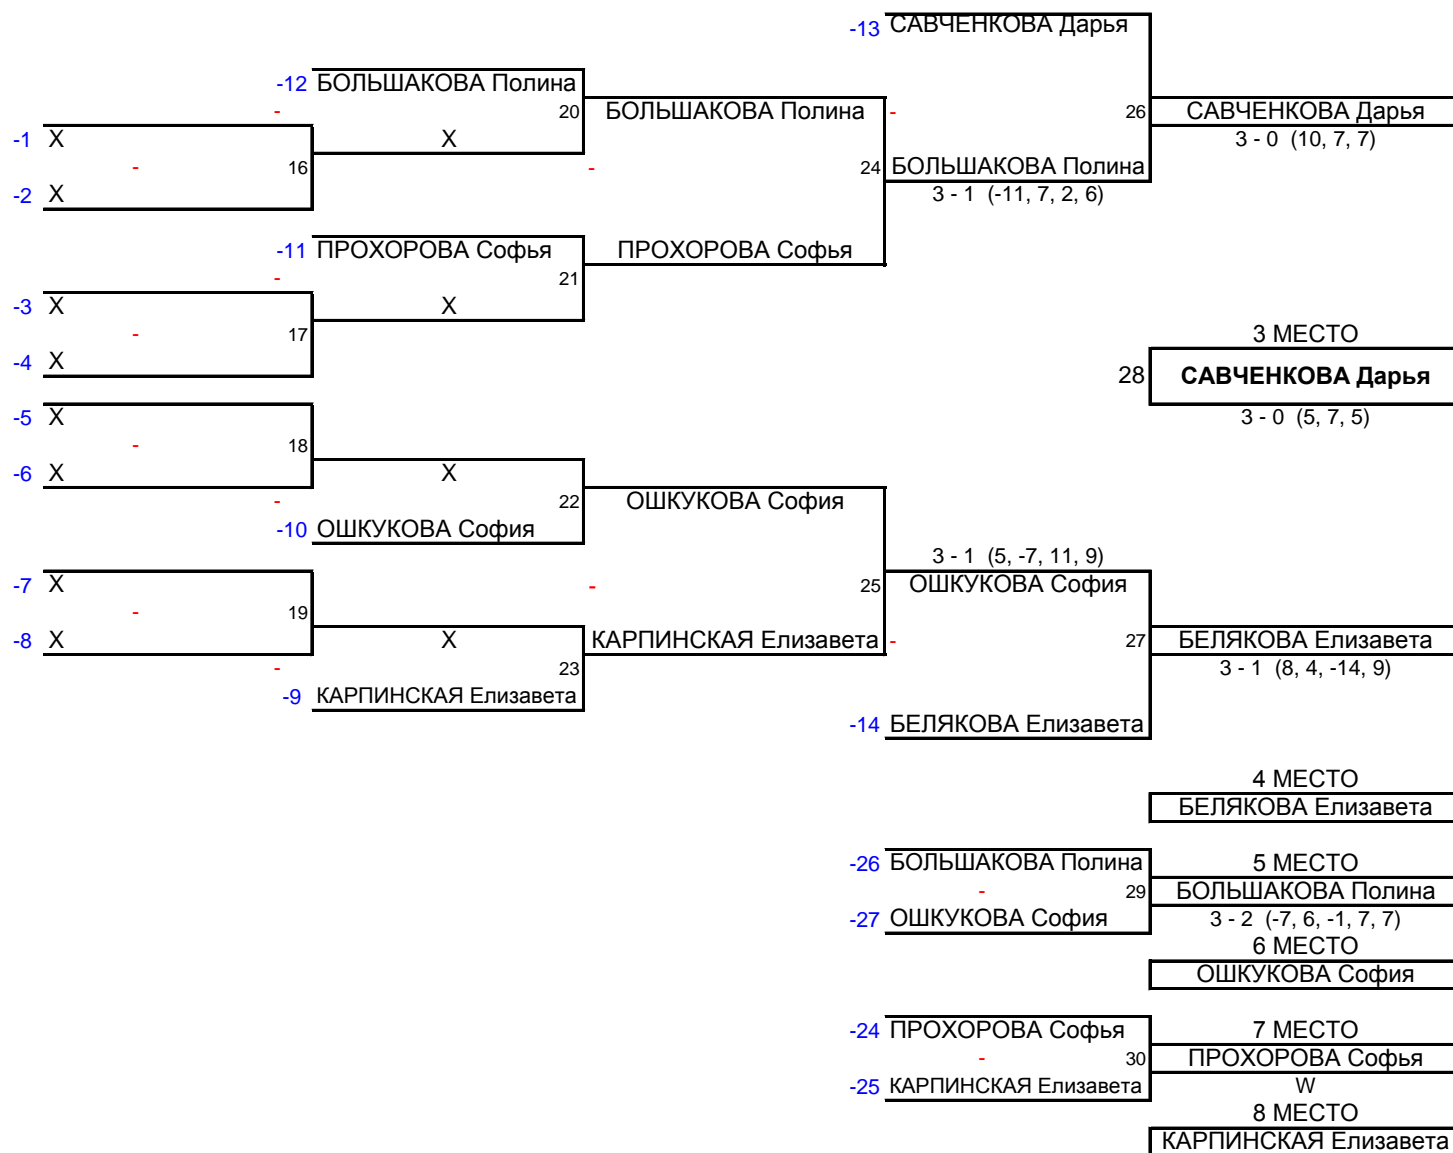 -13 САВЧЕНКОВА Дарья
-12 БОЛЬШАКОВА Полина
-
20 БОЛЬШАКОВА Полина -
26 САВЧЕНКОВА Дарья
-1 X
X
3 - 0 (10, 7, 7)
- 16
-
24 БОЛЬШАКОВА Полина
-2 X
3 - 1 (-11, 7, 2, 6)
-11 ПРОХОРОВА Софья
ПРОХОРОВА Софья
-
21
-3 X
X
- 17
3 МЕСТО
-4 X
28 САВЧЕНКОВА Дарья
-5 X
3 - 0 (5, 7, 5)
- 18
-6 X
X
-
22 ОШКУКОВА София
-10 ОШКУКОВА София
3 - 1 (5, -7, 11, 9)
-7 X
-
25 ОШКУКОВА София
- 19
-8 X
X
КАРПИНСКАЯ Елизавета -
27 БЕЛЯКОВА Елизавета
-
23
3 - 1 (8, 4, -14, 9)
-9 КАРПИНСКАЯ Елизавета
-14 БЕЛЯКОВА Елизавета
4 МЕСТО
БЕЛЯКОВА Елизавета
-26 БОЛЬШАКОВА Полина
5 МЕСТО
- 29
БОЛЬШАКОВА Полина
-27 ОШКУКОВА София
3 - 2 (-7, 6, -1, 7, 7)
6 МЕСТО
ОШКУКОВА София
-24 ПРОХОРОВА Софья
7 МЕСТО
- 30
ПРОХОРОВА Софья
-25 КАРПИНСКАЯ Елизавета
W
8 МЕСТО
КАРПИНСКАЯ Елизавета